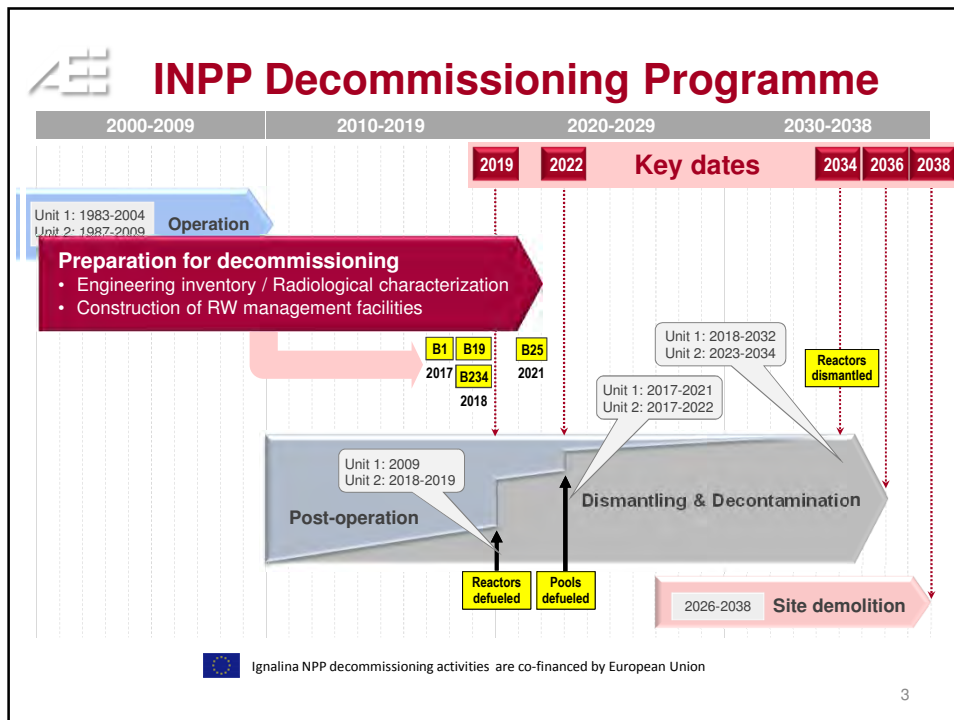 INPP Decommissioning Programme
2000-2009 2010-2019 2020-2029 2030-2038
2019 2022 Key dates 2034 2036 2038
Unit 1: 1983-2004
Unit 2: 1987-2009
Operation
Preparation for decommissioning
• Engineering inventory / Radiological characterization
• Construction of RW management facilities
B1 B19 B25
2017 B234 2021
2018
Unit 1: 2018-2032
Unit 2: 2023-2034
Reactors
dismantled
Unit 1: 2017-2021
Unit 2: 2017-2022
Unit 1: 2009
Unit 2: 2018-2019
Post-operation
Dismantling & Decontamination
Reactors
defueled
Pools
defueled
2026-2038 Site demolition
Ignalina NPP decommissioning activities are co-financed by European Union
3